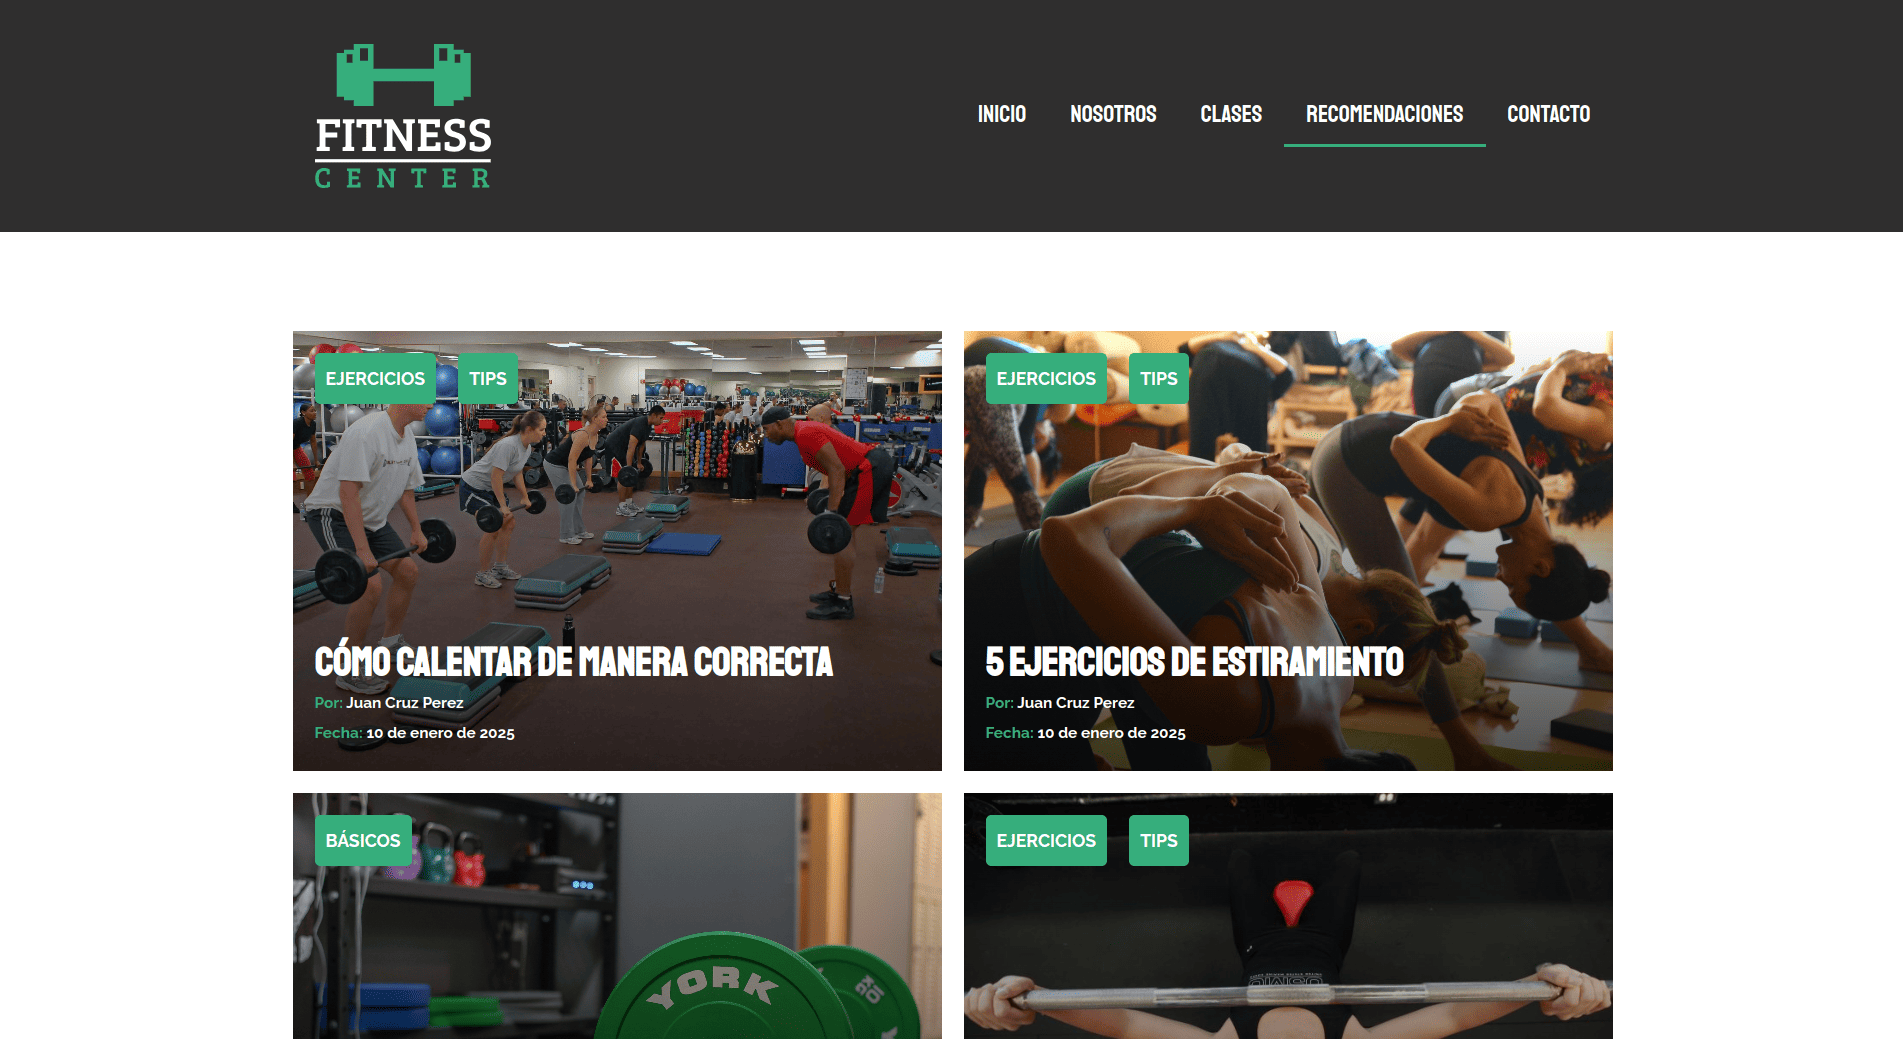 FITNESS
CENTER
INICIO NOSOTROS CLASES RECOMENDACIONES CONTACTO
EJERCICIOS TIPS
CÓMO CALENTAR DE MANERA CORRECTA
Por: Juan Cruz Perez
Fecha: 10 de enero de 2025
EJERCICIOS TIPS
5 EJERCICIOS DE ESTIRAMIENTO
Por: Juan Cruz Perez
Fecha: 10 de enero de 2025
BÁSICOS
YORK
EJERCICIOS TIPS